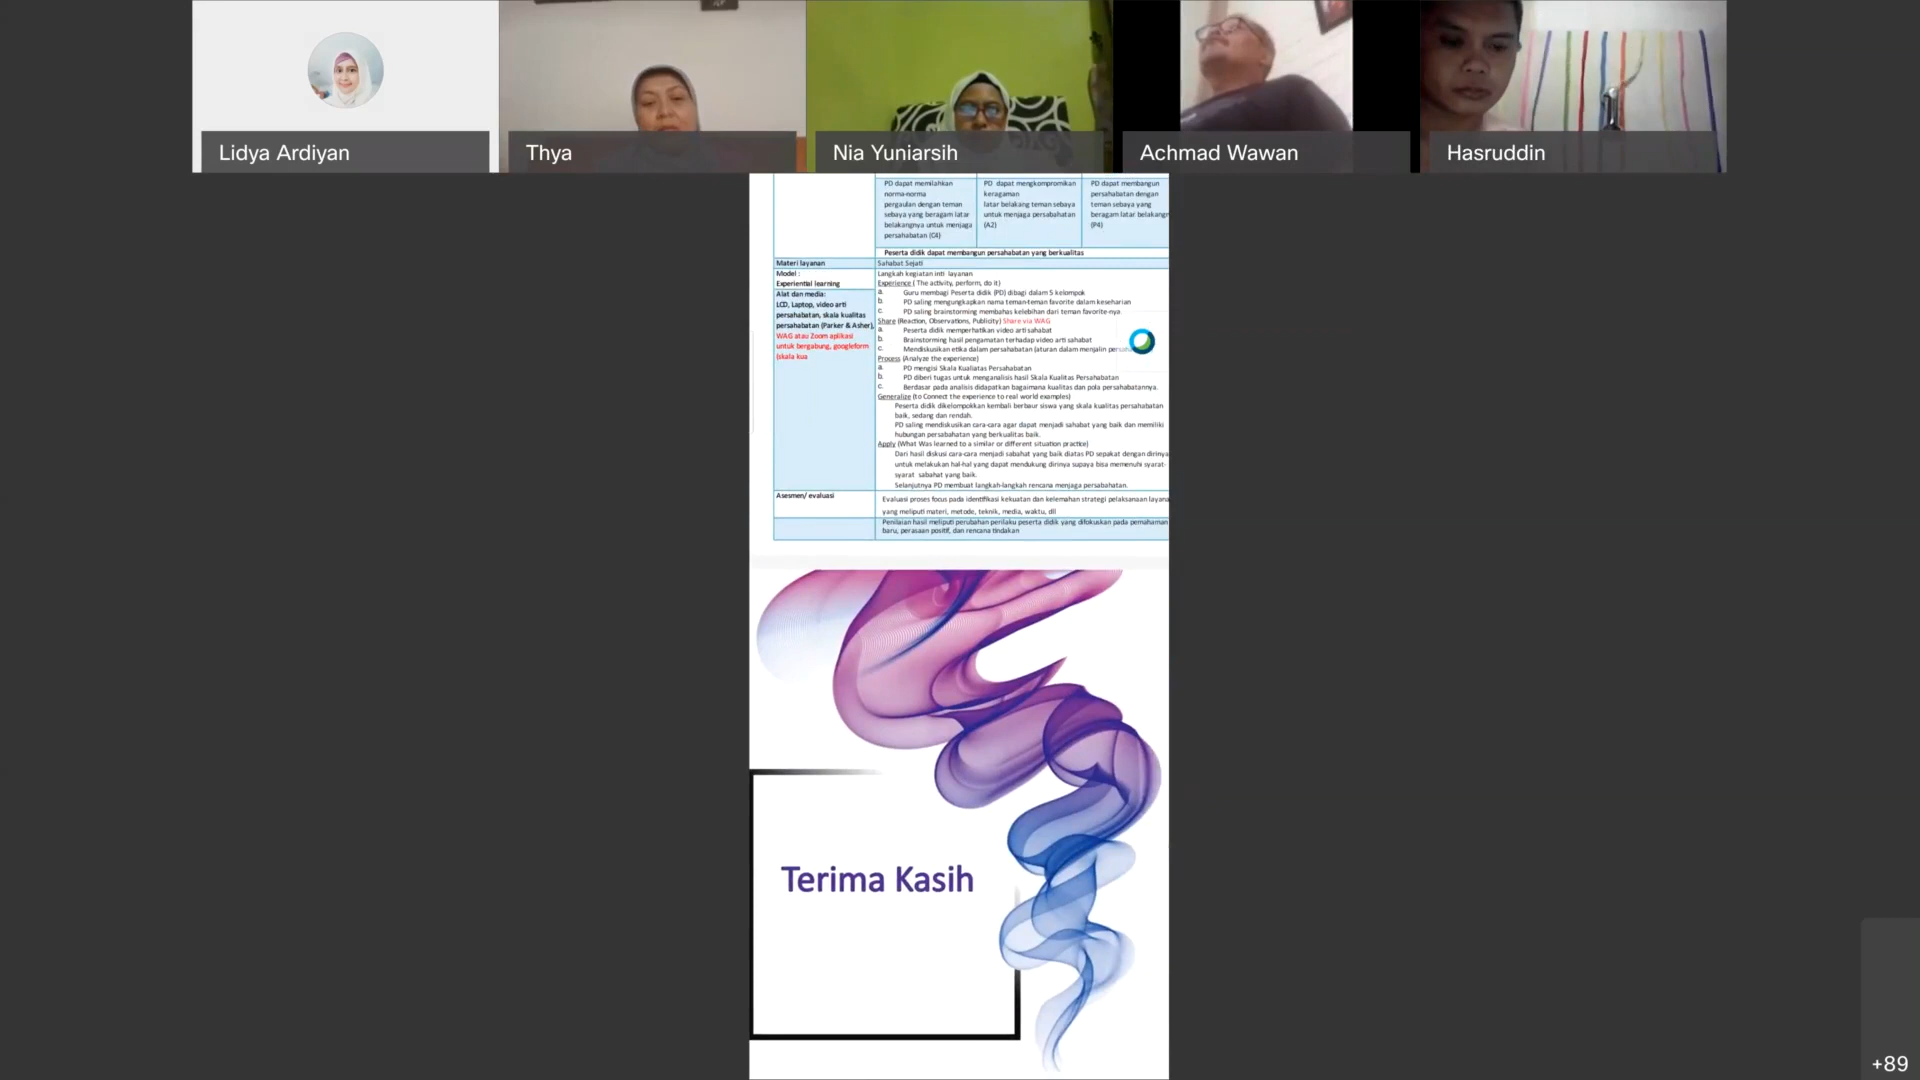 Lidya Ardiyan
Thya
Nia Yuniarsih
Achmad Wawan
Hasruddin
PD dapat memilahkan
norma-norma
pergaulan dengan teman
sebaya yang beragam latar
belakangnya untuk menjaga
persahabatan (C4)
PD dapat mengkompromikan
keragaman
latar belakang teman sebaya
untuk menjaga persabahatan
(A2)
PD dapat membangun
persahabatan dengan
teman sebaya yang
beragam latar belakangn
(P4)
Peserta didik dapat membangun persahabatan yang berkualitas
Materi layanan
Sahabat Sejati
Model :
Experiential learning
Alat dan media:
LCD, Laptop, video arti
persahabatan, skala kualitas
persahabatan (Parker & Asher),
WAG atau Zoom aplikasi
untuk bergabung, googleform
(skala kua
Langkah kegiatan inti layanan
Experience ( The activity, perform, do it)
a. Guru membagi Peserta didik (PD) dibagi dalam 5 kelompok
b. PD saling mengungkapkan nama teman-teman favorite dalam keseharian
c. PD saling brainstorming membahas kelebihan dari teman favorite-nya
Share (Reaction, Observations, Publicity) Share via WAG
a. Peserta didik memperhatikan video arti sahabat
b. Brainstorming hasil pengamatan terhadap video arti sahabat
c. Mendiskusikan etika dalam persahabatan (aturan dalam menjalin
Process (Analyze the experience)
a. PD mengisi Skala Kualiatas Persahabatan
b. PD diberi tugas untuk menganalisis hasil Skala Kualitas Persahabatan
c. Berdasar pada analisis didapatkan bagaimana kualitas dan pola persahabatannya.
Generalize (to Connect the experience to real world examples)
Peserta didik dikelompokkan kembali berbaur siswa yang skala kualitas persahabatan
baik, sedang dan rendah.
PD saling mendiskusikan cara-cara agar dapat menjadi sahabat yang baik dan memiliki
hubungan persahabatan yang berkualitas baik.
Apply (What Was learned to a similar or different situation practice)
Dari hasil diskusi cara-cara menjadi sabahat yang baik diatas PD sepakat dengan dirinya
untuk melakukan hal-hal yang dapat mendukung dirinya supaya bisa memenuhi syarat-
syarat sabahat yang baik.
Selanjutnya PD membuat langkah-langkah rencana menjaga persabahatan.
Asesmen/ evaluasi
Evaluasi proses focus pada identifikasi kekuatan dan kelemahan strategi pelaksanaan layana
yang meliputi materi, metode, teknik, media, waktu, dll
Penilaian hasil meliputi perubahan perilaku peserta didik yang difokuskan pada pemahaman
baru, perasaan positif, dan rencana tindakan
Terima Kasih
+89